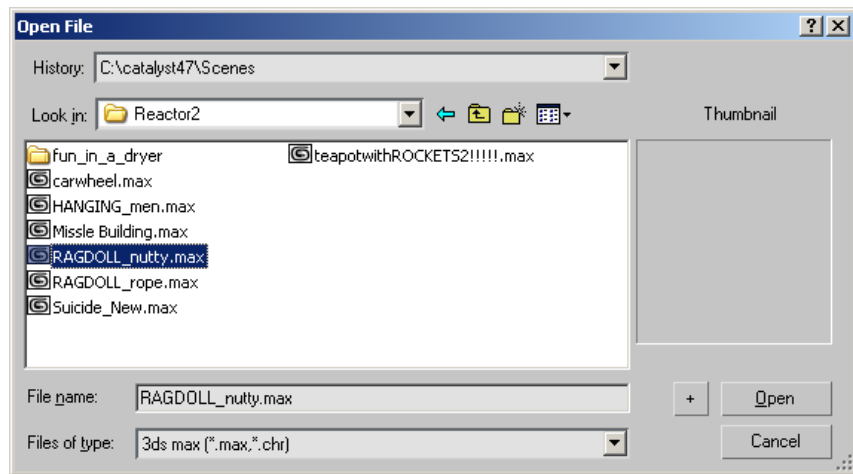 Open File
History: C:\catalyst47\Scenes
Look in: Reactor2
Thumbnail
fun_in_a_dryer
carwheel.max
HANGING_men.max
Missle Building.max
RAGDOLL_nutty.max
RAGDOLL_rope.max
Suicide_New.max
teapotwithROCKETS2!!!!!.max
File name: RAGDOLL_nutty.max
+ Open
Files of type: 3ds max (*.max,*.chr)
Cancel